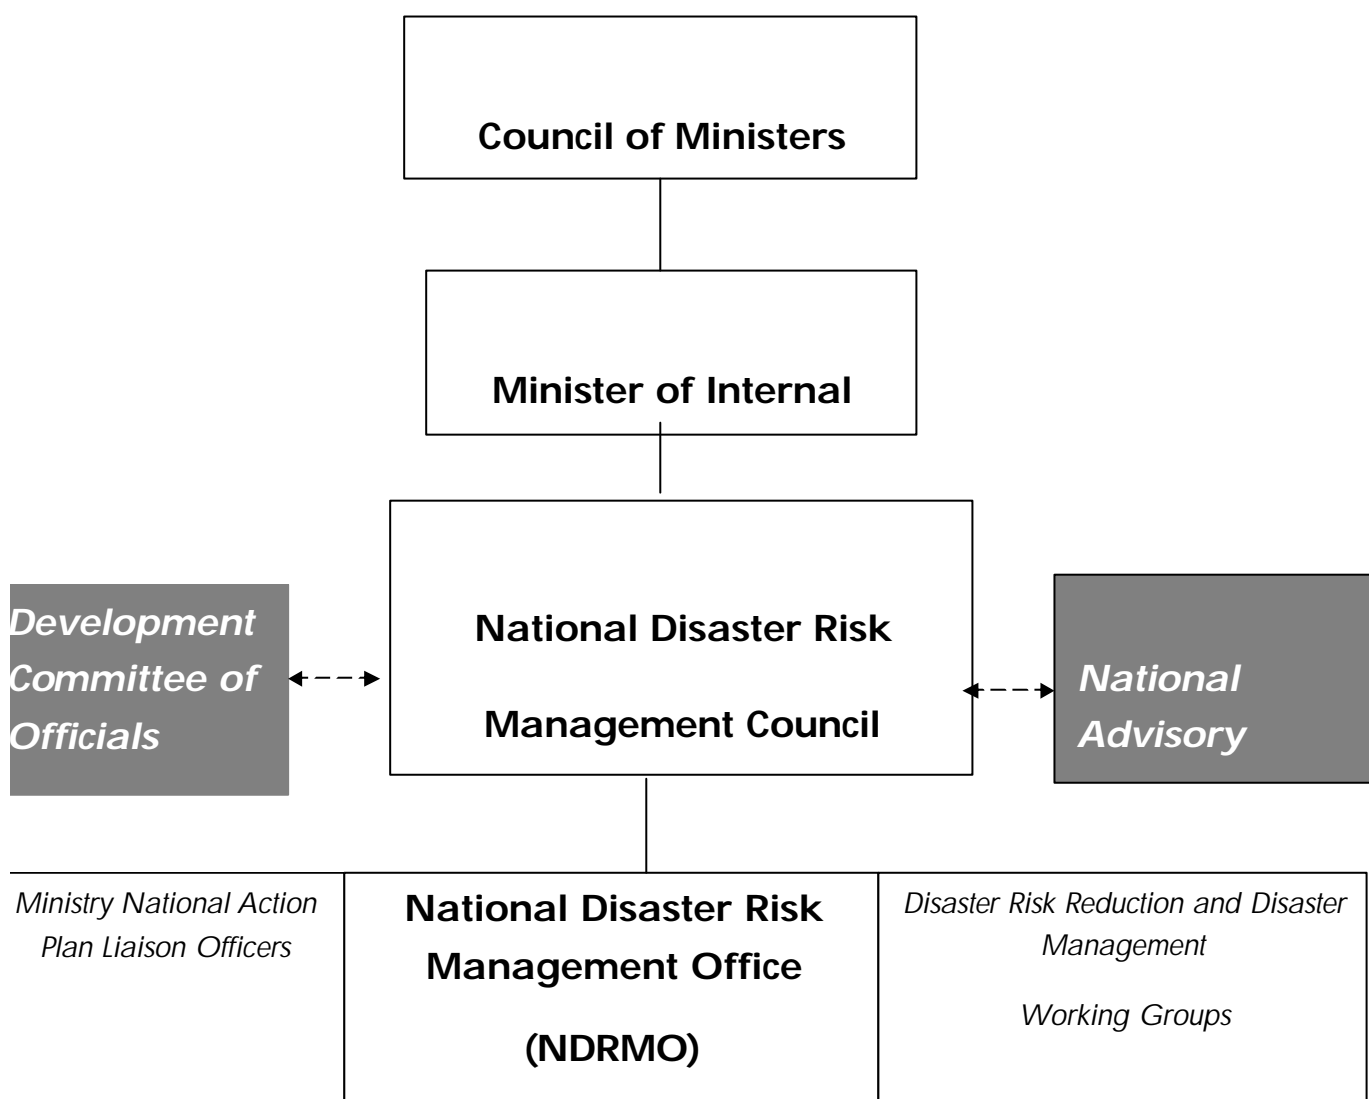 Council of Ministers
Minister of Internal
Development
Committee of
Officials
National Disaster Risk
Management Council
National
Advisory
Ministry National Action
Plan Liaison Officers
National Disaster Risk
Management Office
(NDRMO)
Disaster Risk Reduction and Disaster
Management
Working Groups